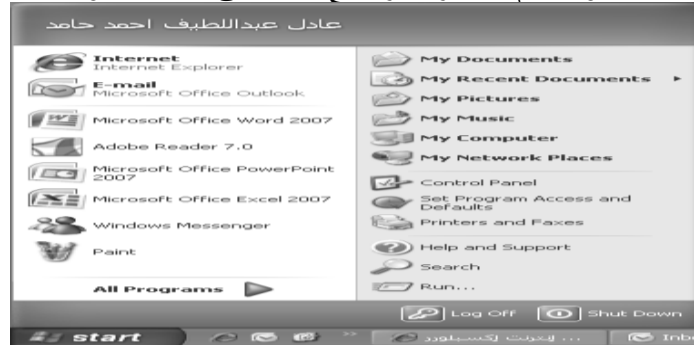 عادل عبداللطيف احمد حامد
Internet
Internet Explorer
E-mail
Microsoft Office Outlook
Microsoft Office Word 2007
Adobe Reader 7.0
Microsoft Office PowerPoint
2007
Microsoft Office Excel 2007
Windows Messenger
Paint
All Programs
My Documents
My Recent Documents
My Pictures
My Music
My Computer
My Network Places
Control Panel
Set Program Access and
Defaults
Printers and Faxes
Help and Support
Search
Run...
Log Off
Shut Down
start
... إنترنت إكسبلورر
Inb